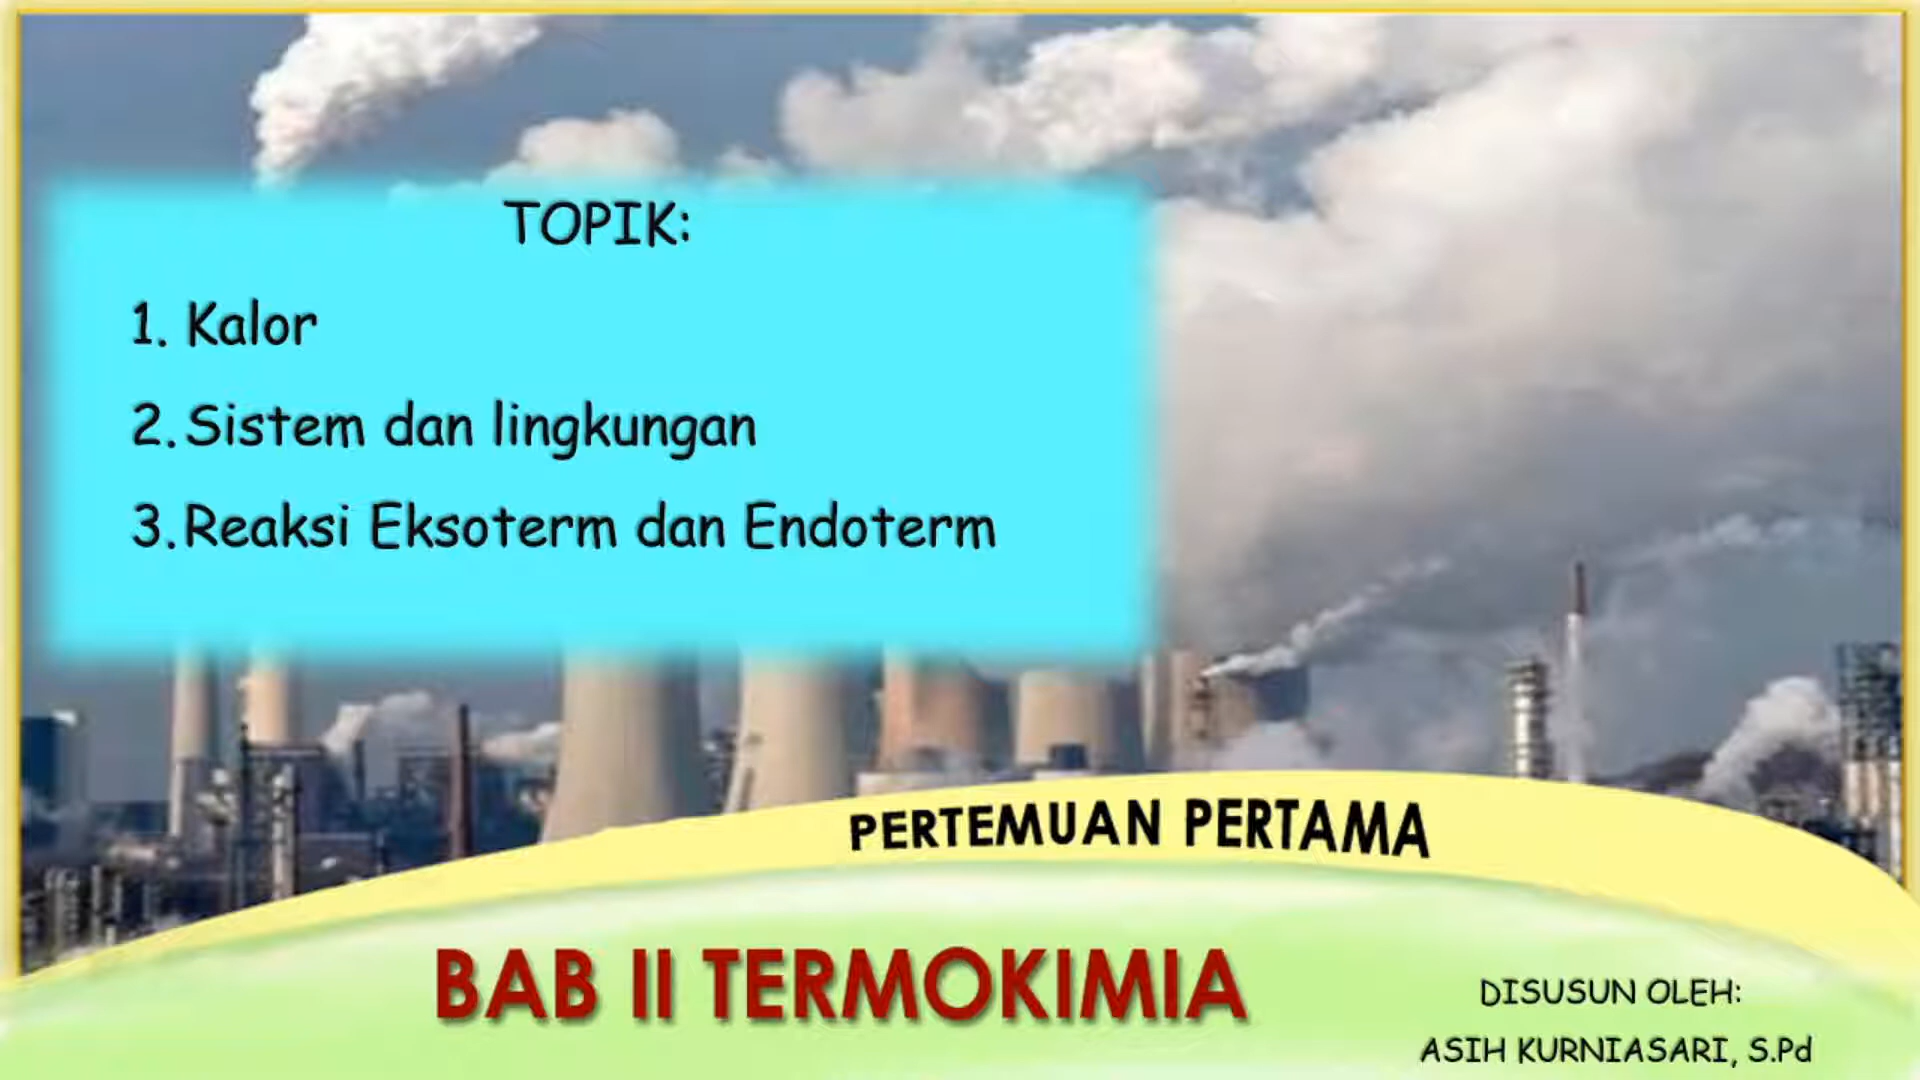 TOPIK:
1. Kalor
2. Sistem dan lingkungan
3. Reaksi Eksoterm dan Endoterm
PERTEMUAN PERTAMA
BAB II TERMOKIMIA
DISUSUN OLEH:
ASIH KURNIASARI, S.Pd